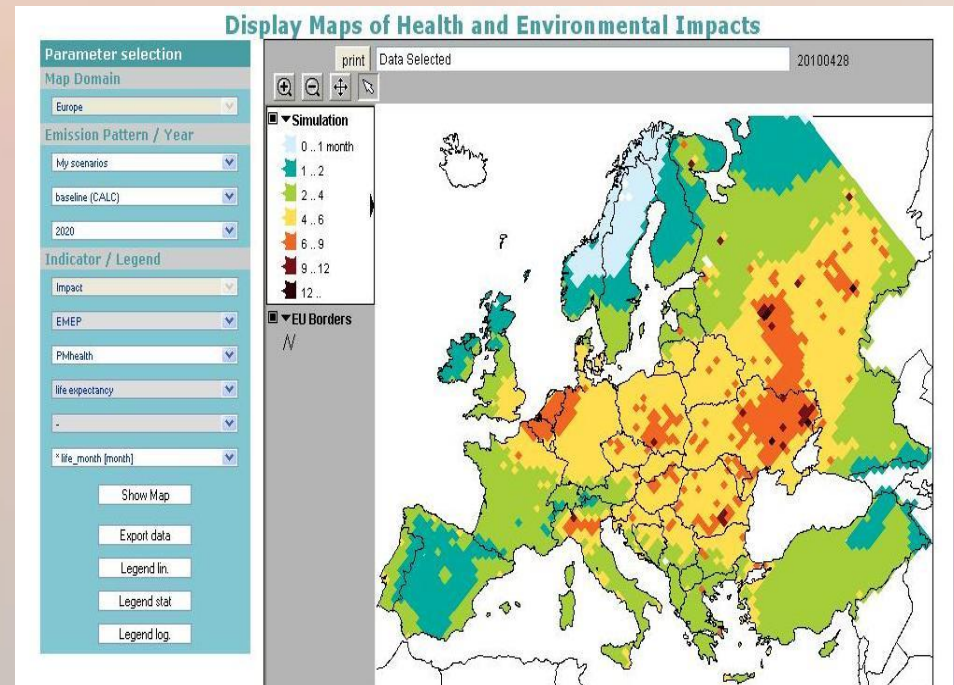 Display Maps of Health and Environmental Impacts
Parameter selection
Map Domain
Europe
Emission Pattern / Year
My scenarios
baseline (CALC)
2020
Indicator / Legend
Impact
EMEP
PMhealth
life expectancy
-
* life_month [month]
Show Map
Export data
Legend lin.
Legend stat
Legend log.
print Data Selected 20100428
Simulation
0 .. 1 month
1 .. 2
2 .. 4
4 .. 6
6 .. 9
9 .. 12
12 ..
EU Borders